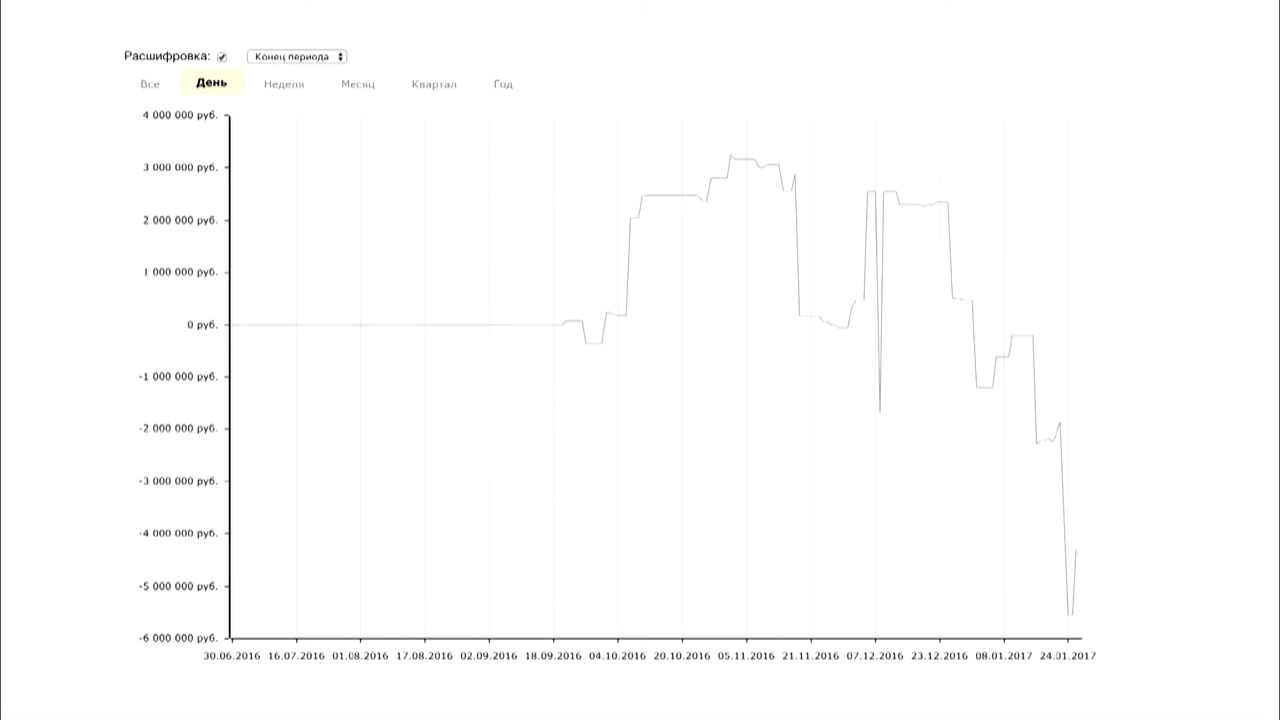 Расшифровка: Конец периода
Все День Неделя Месяц Квартал Год
4 000 000 руб.
3 000 000 руб.
2 000 000 руб.
1 000 000 руб.
0 руб.
-1 000 000 руб.
-2 000 000 руб.
-3 000 000 руб.
-4 000 000 руб.
-5 000 000 руб.
-6 000 000 руб.
30.06.2016 16.07.2016 01.08.2016 17.08.2016 02.09.2016 18.09.2016 04.10.2016 20.10.2016 05.11.2016 21.11.2016 07.12.2016 23.12.2016 08.01.2017 24.01.2017